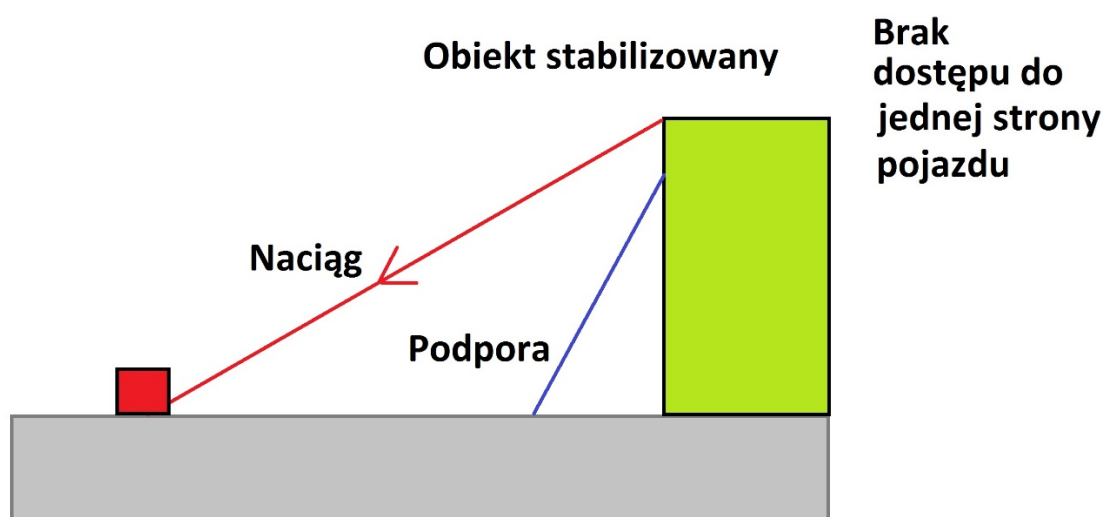 Obiekt stabilizowany
Brak
dostępu do
jednej strony
pojazdu
Naciąg
Podpora